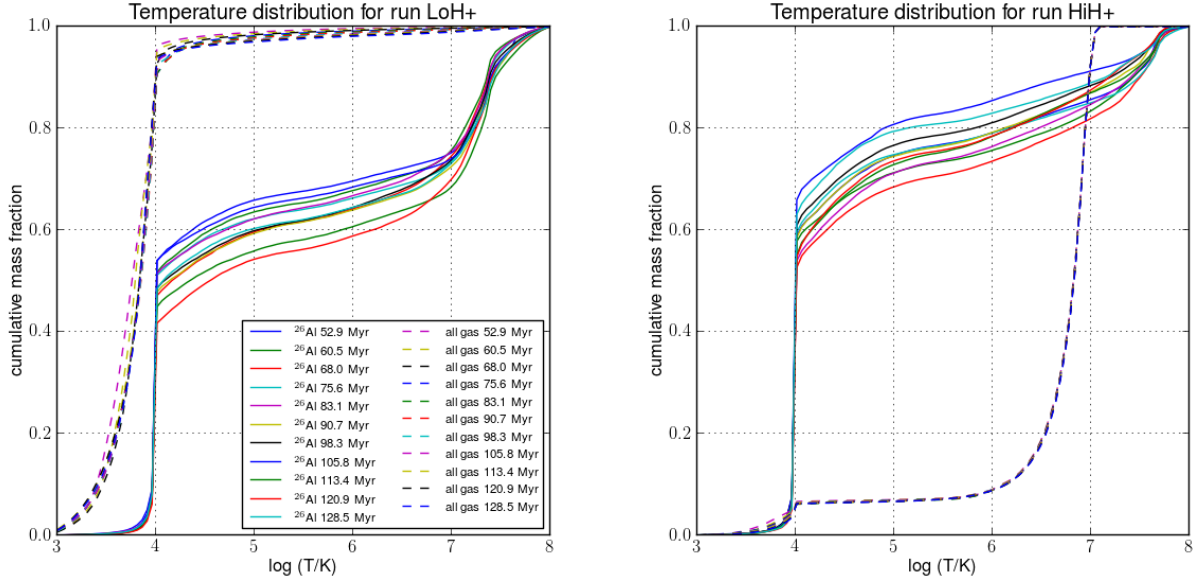 Temperature distribution for run LoH+
1.0
0.8
0.6
0.4
0.2
0.0
cumulative mass fraction
3 4 5 6 7 8
log (T/K)
²⁶Al 52.9 Myr
²⁶Al 60.5 Myr
²⁶Al 68.0 Myr
²⁶Al 75.6 Myr
²⁶Al 83.1 Myr
²⁶Al 90.7 Myr
²⁶Al 98.3 Myr
²⁶Al 105.8 Myr
²⁶Al 113.4 Myr
²⁶Al 120.9 Myr
²⁶Al 128.5 Myr
all gas 52.9 Myr
all gas 60.5 Myr
all gas 68.0 Myr
all gas 75.6 Myr
all gas 83.1 Myr
all gas 90.7 Myr
all gas 98.3 Myr
all gas 105.8 Myr
all gas 113.4 Myr
all gas 120.9 Myr
all gas 128.5 Myr
Temperature distribution for run HiH+
1.0
0.8
0.6
0.4
0.2
0.0
cumulative mass fraction
3 4 5 6 7 8
log (T/K)